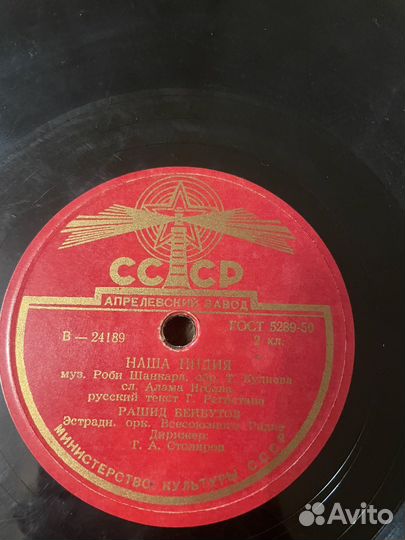 СССР
АПРЕЛЕВСКИЙ ЗАВОД
В — 24189
ГОСТ 5289-50
2 кл.
НАША ИНДИЯ
муз. Роби Шанкара, обр. Т. Кулиева
сл. Алама Икбала
русский текст Г. Регистана
РАШИД БЕЙБУТОВ
Эстрадн. орк. Всесоюзного Радио
Дирижер:
Г. А. Столяров
МИНИСТЕРСТВО КУЛЬТУРЫ СССР
Avito